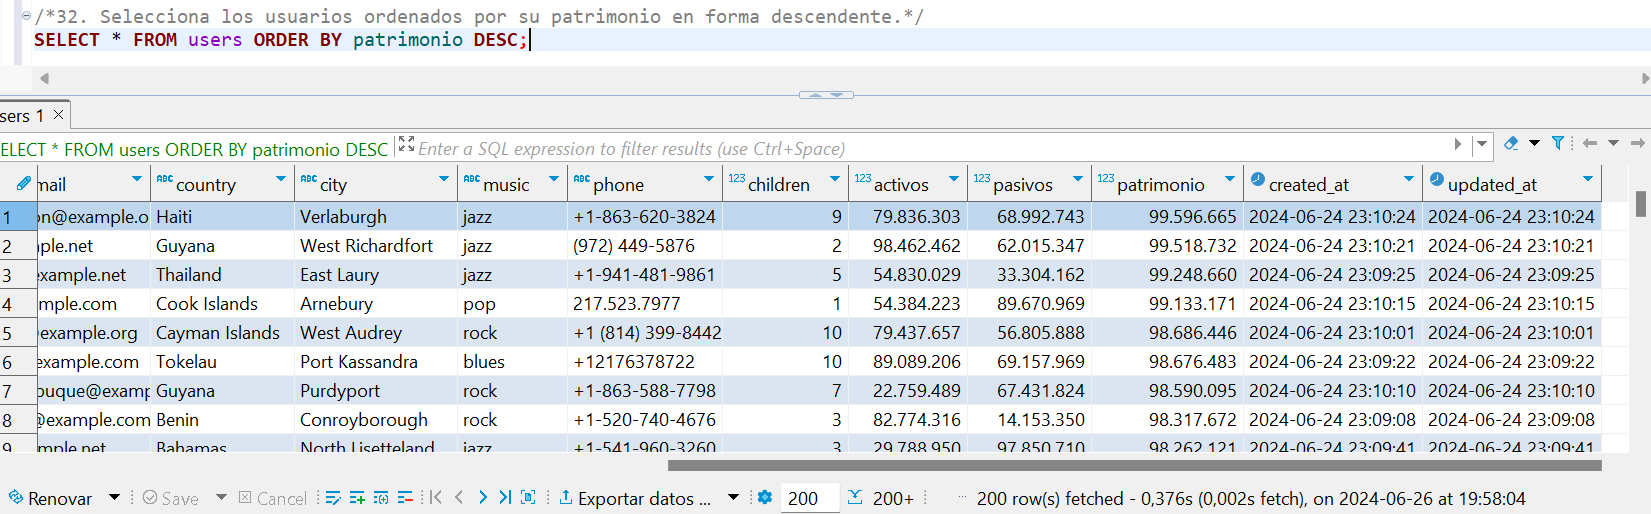 /*32. Selecciona los usuarios ordenados por su patrimonio en forma descendente.*/
SELECT * FROM users ORDER BY patrimonio DESC;
sers 1
ELECT * FROM users ORDER BY patrimonio DESC Enter a SQL expression to filter results (use Ctrl+Space)
mail ABC country ABC city ABC music ABC phone 123 children 123 activos 123 pasivos 123 patrimonio created_at updated_at
1 on@example.o Haiti Verlaburgh jazz +1-863-620-3824 9 79.836.303 68.992.743 99.596.665 2024-06-24 23:10:24 2024-06-24 23:10:24
2 ple.net Guyana West Richardfort jazz (972) 449-5876 2 98.462.462 62.015.347 99.518.732 2024-06-24 23:10:21 2024-06-24 23:10:21
3 example.net Thailand East Laury jazz +1-941-481-9861 5 54.830.029 33.304.162 99.248.660 2024-06-24 23:09:25 2024-06-24 23:09:25
4 mple.com Cook Islands Arnebury pop 217.523.7977 1 54.384.223 89.670.969 99.133.171 2024-06-24 23:10:15 2024-06-24 23:10:15
5 @example.org Cayman Islands West Audrey rock +1 (814) 399-8442 10 79.437.657 56.805.888 98.686.446 2024-06-24 23:10:01 2024-06-24 23:10:01
6 example.com Tokelau Port Kassandra blues +12176378722 10 89.089.206 69.157.969 98.676.483 2024-06-24 23:09:22 2024-06-24 23:09:22
7 buque@examp Guyana Purdyport rock +1-863-588-7798 7 22.759.489 67.431.824 98.590.095 2024-06-24 23:10:10 2024-06-24 23:10:10
8 @example.com Benin Conroyborough rock +1-520-740-4676 3 82.774.316 14.153.350 98.317.672 2024-06-24 23:09:08 2024-06-24 23:09:08
9 mple.net Bahamas North Lisetteland jazz +1-541-960-3260 3 29.788.950 97.850.710 98.262.121 2024-06-24 23:09:41 2024-06-24 23:09:41
Renovar Save Cancel Exportar datos ... 200 200+ ... 200 row(s) fetched - 0,376s (0,002s fetch), on 2024-06-26 at 19:58:04